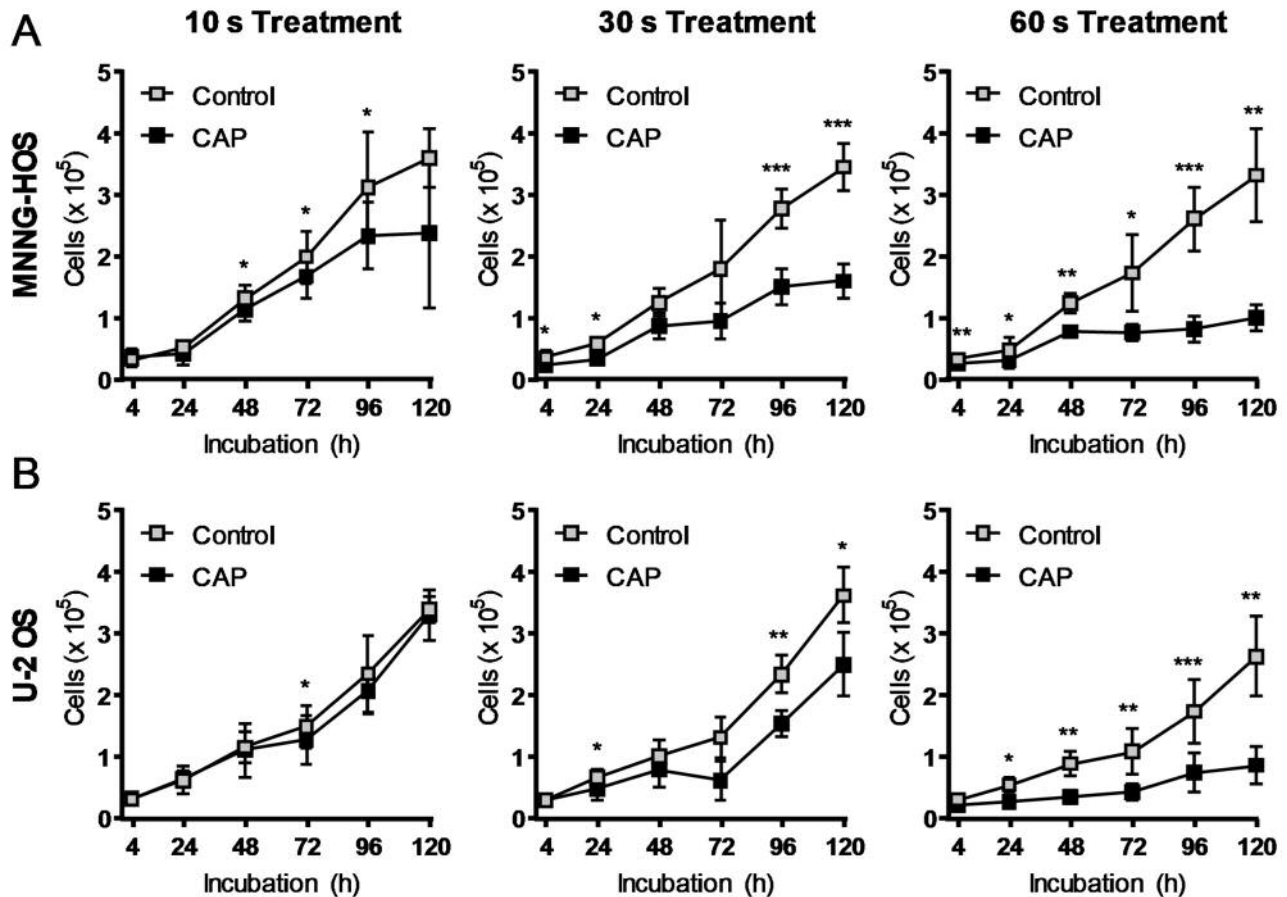 A
10 s Treatment 30 s Treatment 60 s Treatment
MNNG-HOS
Cells (x 10⁵)
5
4
3
2
1
0
Control
CAP
*
*
*
4 24 48 72 96 120
Incubation (h)
Cells (x 10⁵)
5
4
3
2
1
0
Control
CAP
*
*
***
***
4 24 48 72 96 120
Incubation (h)
Cells (x 10⁵)
5
4
3
2
1
0
Control
CAP
**
*
**
*
***
**
4 24 48 72 96 120
Incubation (h)
B
U-2 OS
Cells (x 10⁵)
5
4
3
2
1
0
Control
CAP
*
4 24 48 72 96 120
Incubation (h)
Cells (x 10⁵)
5
4
3
2
1
0
Control
CAP
*
**
*
4 24 48 72 96 120
Incubation (h)
Cells (x 10⁵)
5
4
3
2
1
0
Control
CAP
*
**
**
***
**
4 24 48 72 96 120
Incubation (h)